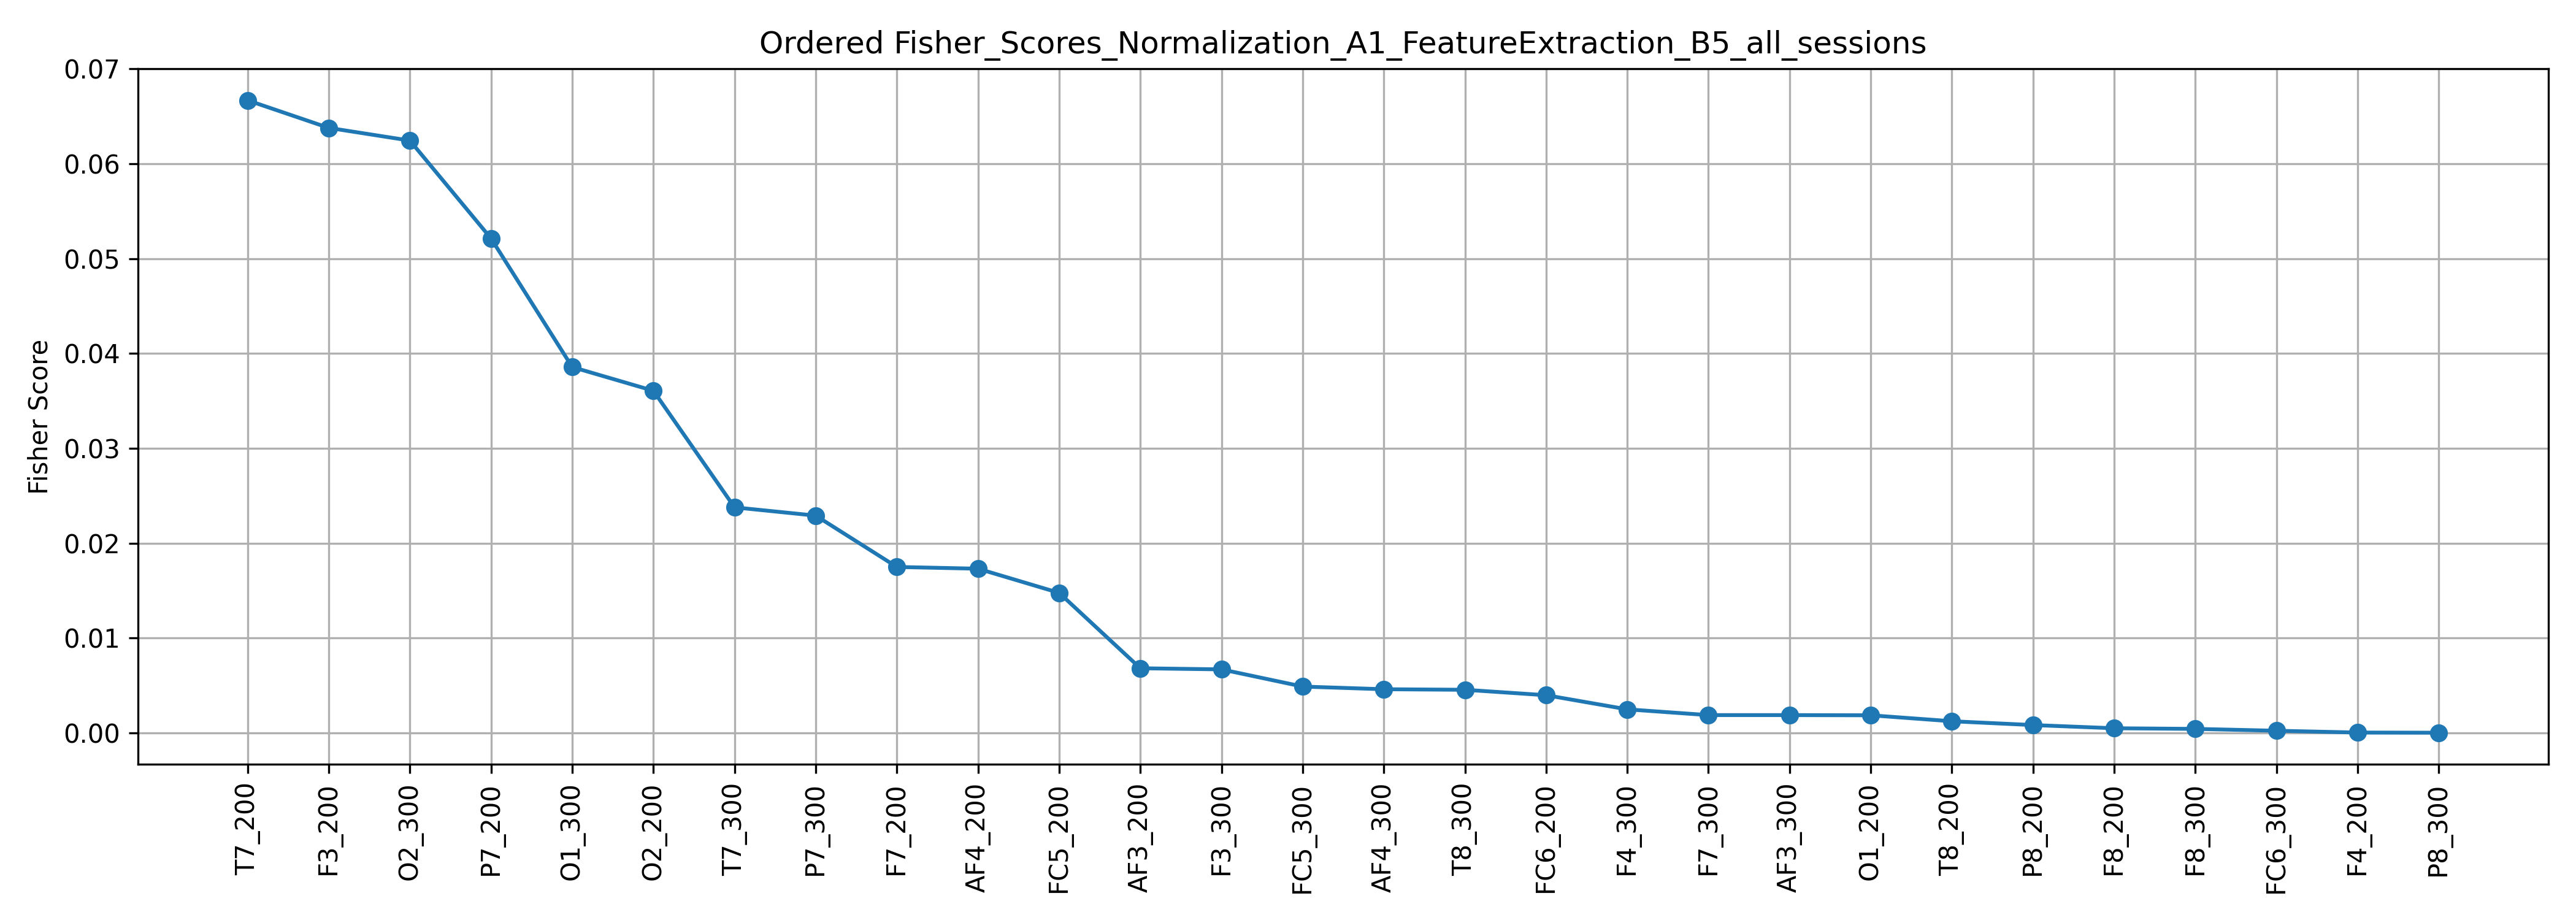 Ordered Fisher_Scores_Normalization_A1_FeatureExtraction_B5_all_sessions
Fisher Score
0.07
0.06
0.05
0.04
0.03
0.02
0.01
0.00
T7_200
F3_200
O2_300
P7_200
O1_300
O2_200
T7_300
P7_300
F7_200
AF4_200
FC5_200
AF3_200
F3_300
FC5_300
AF4_300
T8_300
FC6_200
F4_300
F7_300
AF3_300
O1_200
T8_200
P8_200
F8_200
F8_300
FC6_300
F4_200
P8_300